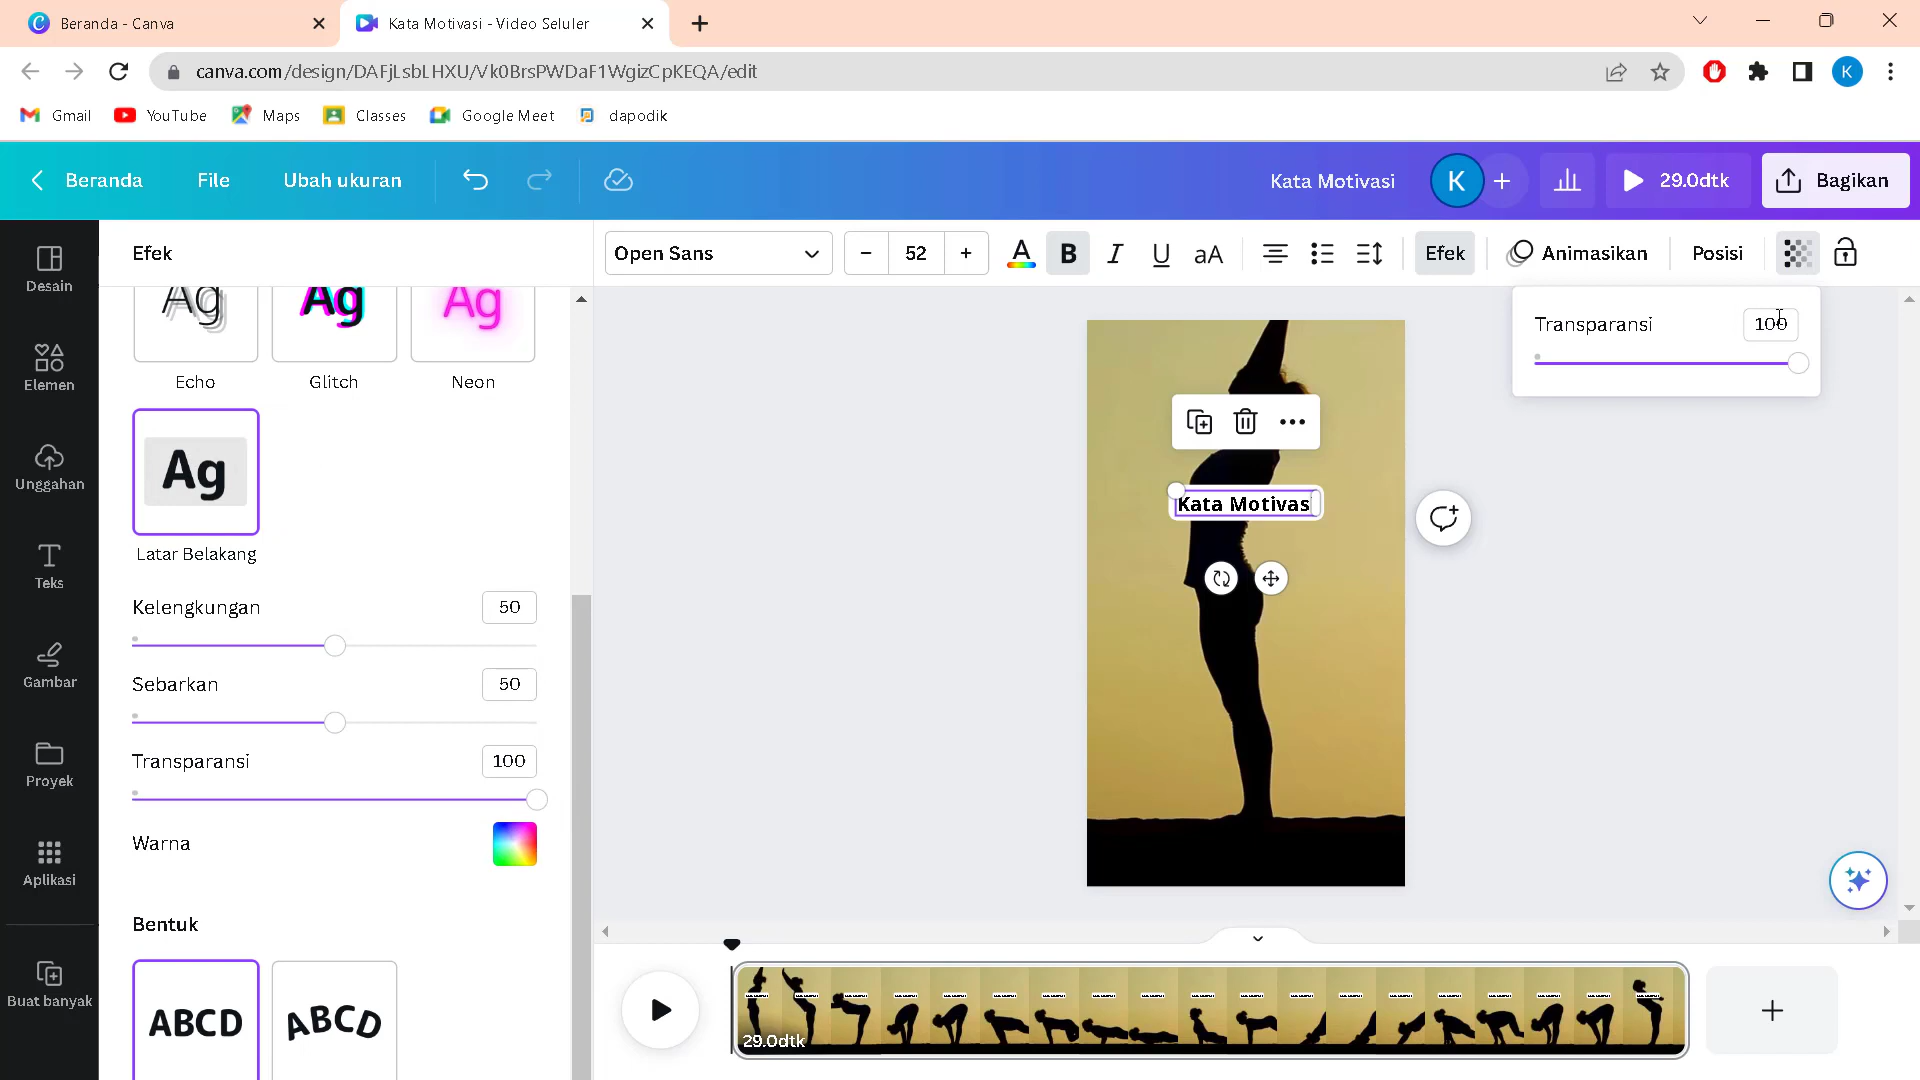 Beranda - Canva
Kata Motivasi - Video Seluler
canva.com/design/DAFjLsbLHXU/Vk0BrsPWDaF1WgizCpKEQA/edit
K
Gmail
YouTube
Maps
Classes
Google Meet
dapodik
Beranda
File
Ubah ukuran
Kata Motivasi
K
29.0dtk
Bagikan
Desain
Elemen
Unggahan
Teks
Gambar
Proyek
Aplikasi
Buat banyak
Efek
Ag
Ag
Ag
Echo
Glitch
Neon
Ag
Latar Belakang
Kelengkungan
50
Sebarkan
50
Transparansi
100
Warna
Bentuk
ABCD
ABCD
Open Sans
52
A
B
I
U
aA
Efek
Animasikan
Posisi
Transparansi
100
Kata Motivas
29.0dtk